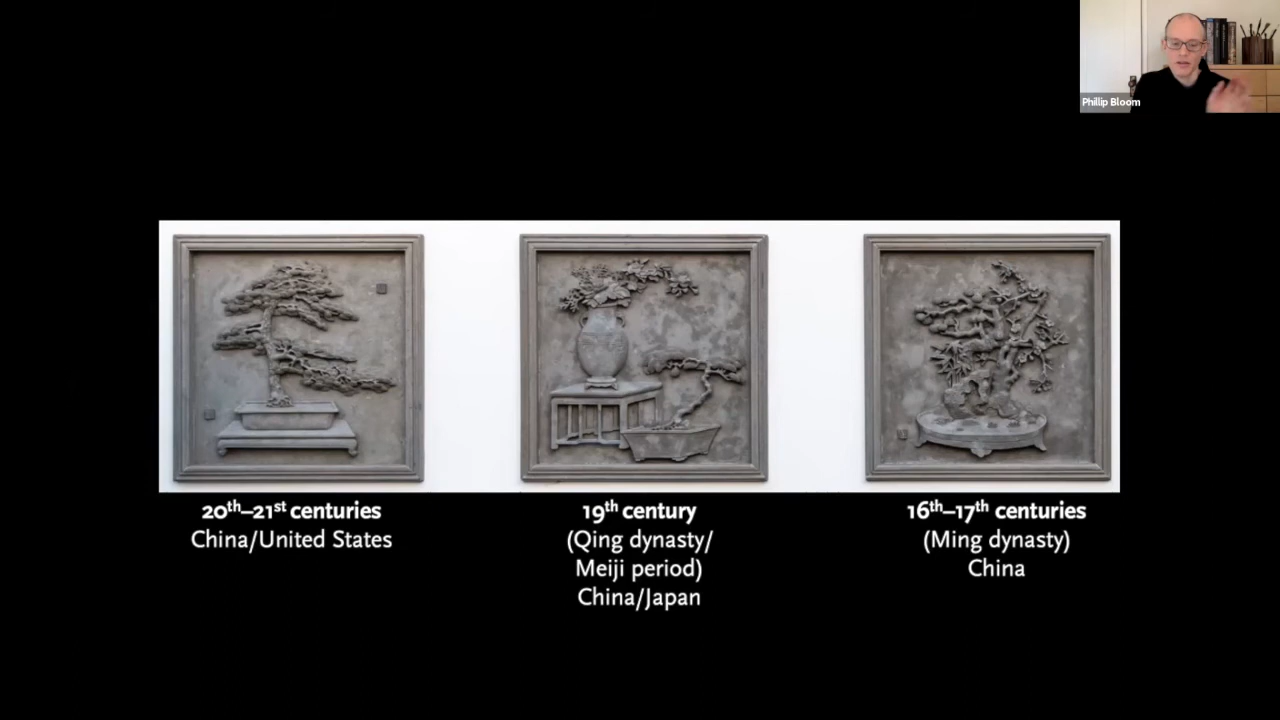 Phillip Bloom
20th–21st centuries
China/United States
19th century
(Qing dynasty/
Meiji period)
China/Japan
16th–17th centuries
(Ming dynasty)
China